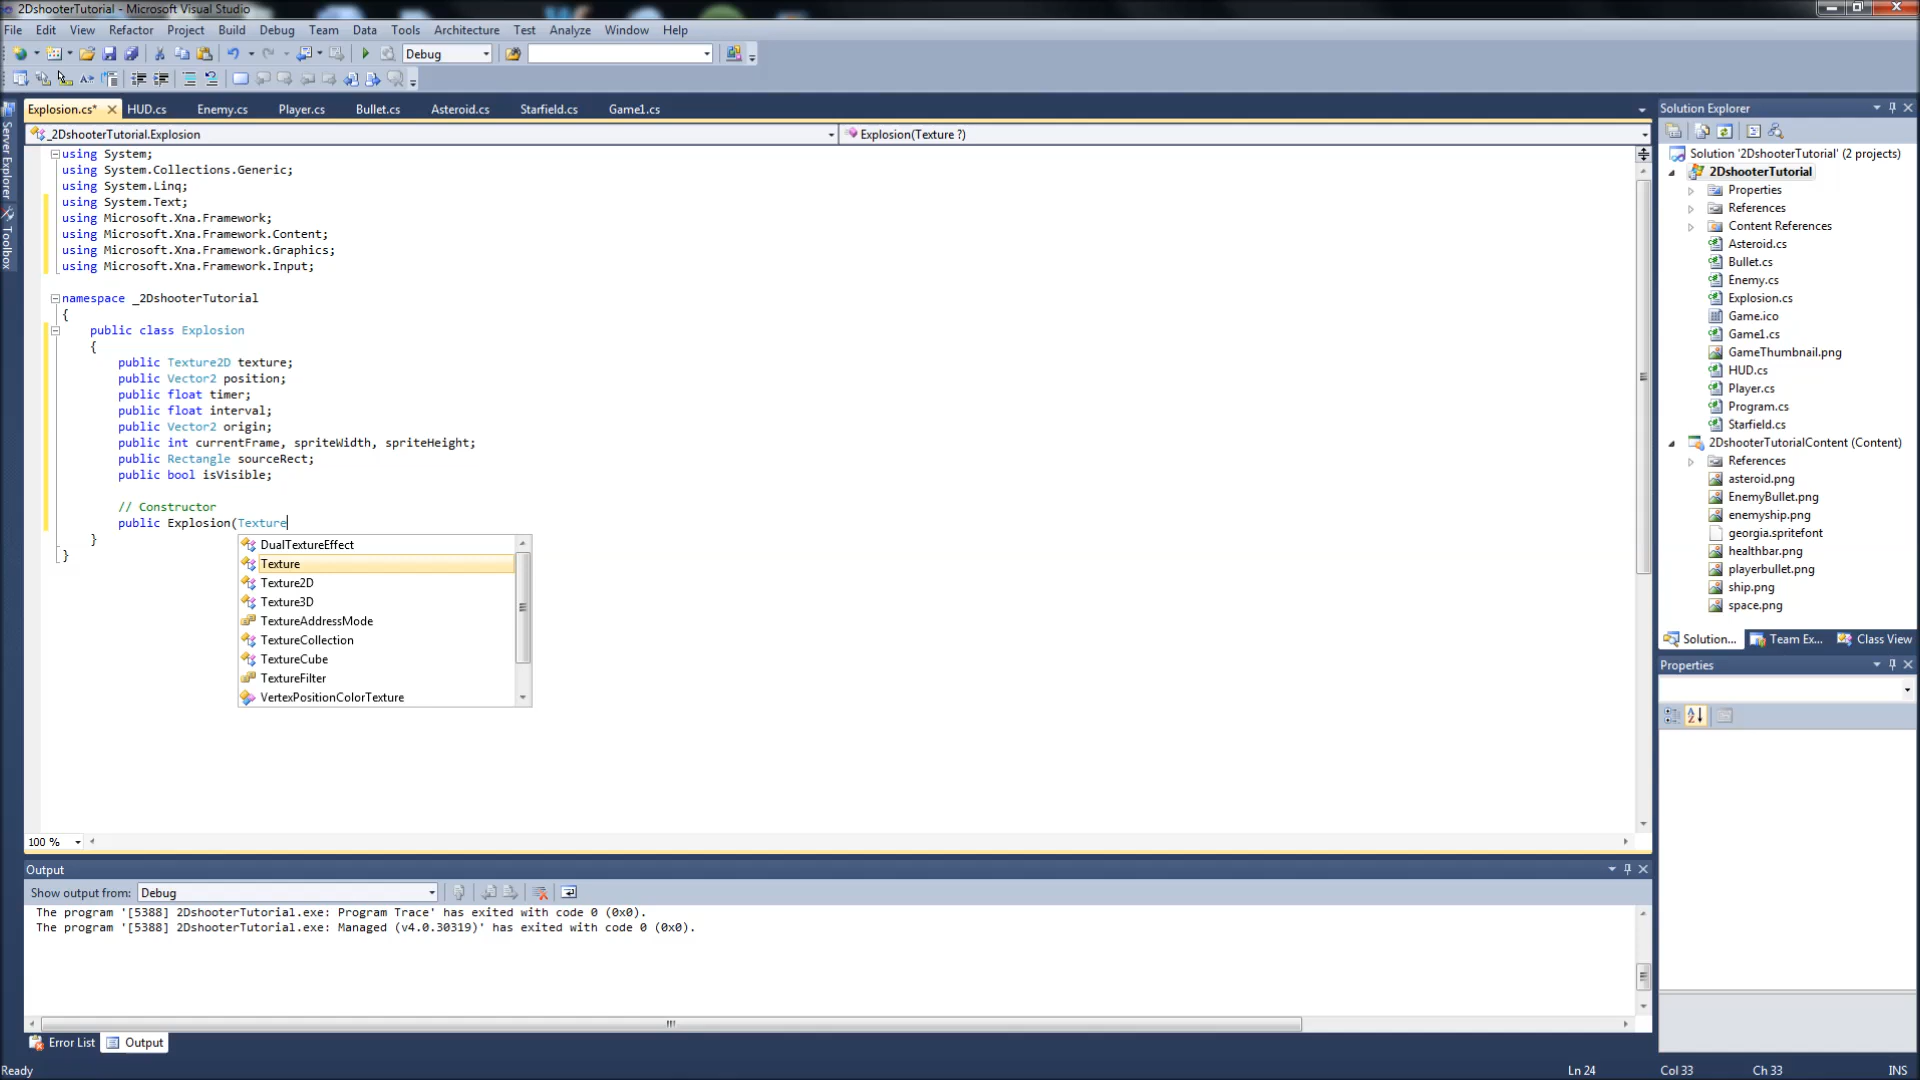 2DshooterTutorial - Microsoft Visual Studio
File Edit View Refactor Project Build Debug Team Data Tools Architecture Test Analyze Window Help
Debug
Explosion.cs* HUD.cs Enemy.cs Player.cs Bullet.cs Asteroid.cs Starfield.cs Game1.cs
_2DshooterTutorial.Explosion Explosion(Texture ?)
Server Explorer
Toolbox
using System;
using System.Collections.Generic;
using System.Linq;
using System.Text;
using Microsoft.Xna.Framework;
using Microsoft.Xna.Framework.Content;
using Microsoft.Xna.Framework.Graphics;
using Microsoft.Xna.Framework.Input;
namespace _2DshooterTutorial
{
public class Explosion
{
public Texture2D texture;
public Vector2 position;
public float timer;
public float interval;
public Vector2 origin;
public int currentFrame, spriteWidth, spriteHeight;
public Rectangle sourceRect;
public bool isVisible;
// Constructor
public Explosion(Texture
}
}
DualTextureEffect
Texture
Texture2D
Texture3D
TextureAddressMode
TextureCollection
TextureCube
TextureFilter
VertexPositionColorTexture
100 %
Solution Explorer
Solution '2DshooterTutorial' (2 projects)
2DshooterTutorial
Properties
References
Content References
Asteroid.cs
Bullet.cs
Enemy.cs
Explosion.cs
Game.ico
Game1.cs
GameThumbnail.png
HUD.cs
Player.cs
Program.cs
Starfield.cs
2DshooterTutorialContent (Content)
References
asteroid.png
EnemyBullet.png
enemyship.png
georgia.spritefont
healthbar.png
playerbullet.png
ship.png
space.png
Solution... Team Ex... Class View
Properties
Output
Show output from: Debug
The program '[5388] 2DshooterTutorial.exe: Program Trace' has exited with code 0 (0x0).
The program '[5388] 2DshooterTutorial.exe: Managed (v4.0.30319)' has exited with code 0 (0x0).
Error List Output
Ready Ln 24 Col 33 Ch 33 INS